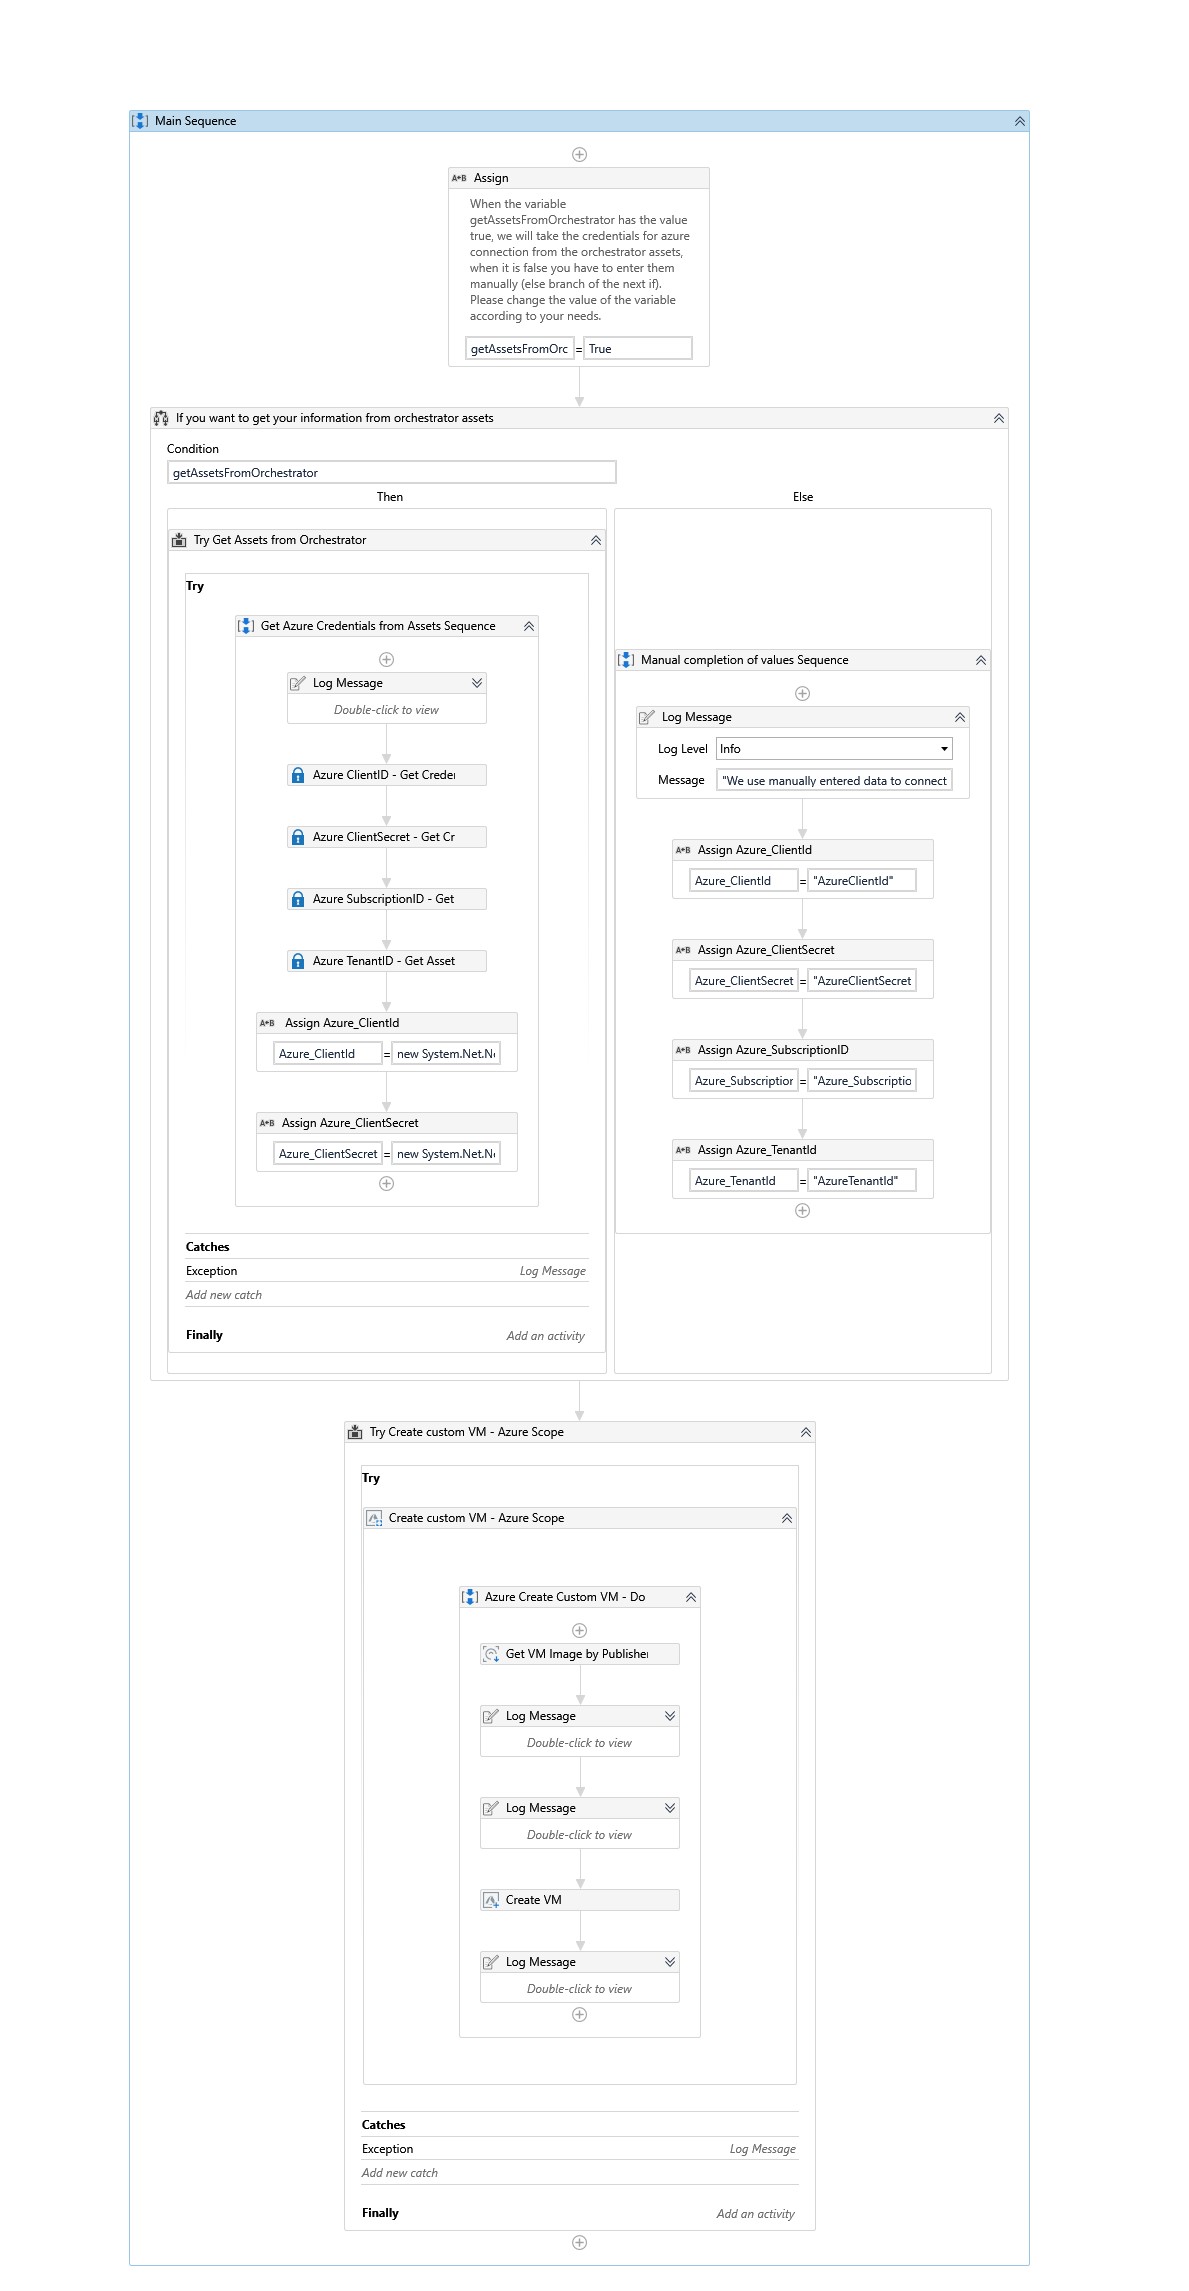 Main Sequence
A+B Assign
When the variable
getAssetsFromOrchestrator has the value
true, we will take the credentials for azure
connection from the orchestrator assets,
when it is false you have to enter them
manually (else branch of the next if).
Please change the value of the variable
according to your needs.
getAssetsFromOrc = True
If you want to get your information from orchestrator assets
Condition
getAssetsFromOrchestrator
Then
Else
Try Get Assets from Orchestrator
Try
Get Azure Credentials from Assets Sequence
Log Message
Double-click to view
Azure ClientID - Get Creder
Azure ClientSecret - Get Cr
Azure SubscriptionID - Get
Azure TenantID - Get Asset
A+B Assign Azure_ClientId
Azure_ClientId = new System.Net.Ne
A+B Assign Azure_ClientSecret
Azure_ClientSecret = new System.Net.Ne
Catches
Exception Log Message
Add new catch
Finally Add an activity
Manual completion of values Sequence
Log Message
Log Level Info
Message "We use manually entered data to connect
A+B Assign Azure_ClientId
Azure_ClientId = "AzureClientId"
A+B Assign Azure_ClientSecret
Azure_ClientSecret = "AzureClientSecret
A+B Assign Azure_SubscriptionID
Azure_Subscription = "Azure_Subscriptio
A+B Assign Azure_TenantId
Azure_TenantId = "AzureTenantId"
Try Create custom VM - Azure Scope
Try
Create custom VM - Azure Scope
Azure Create Custom VM - Do
Get VM Image by Publisher
Log Message
Double-click to view
Log Message
Double-click to view
Create VM
Log Message
Double-click to view
Catches
Exception Log Message
Add new catch
Finally Add an activity